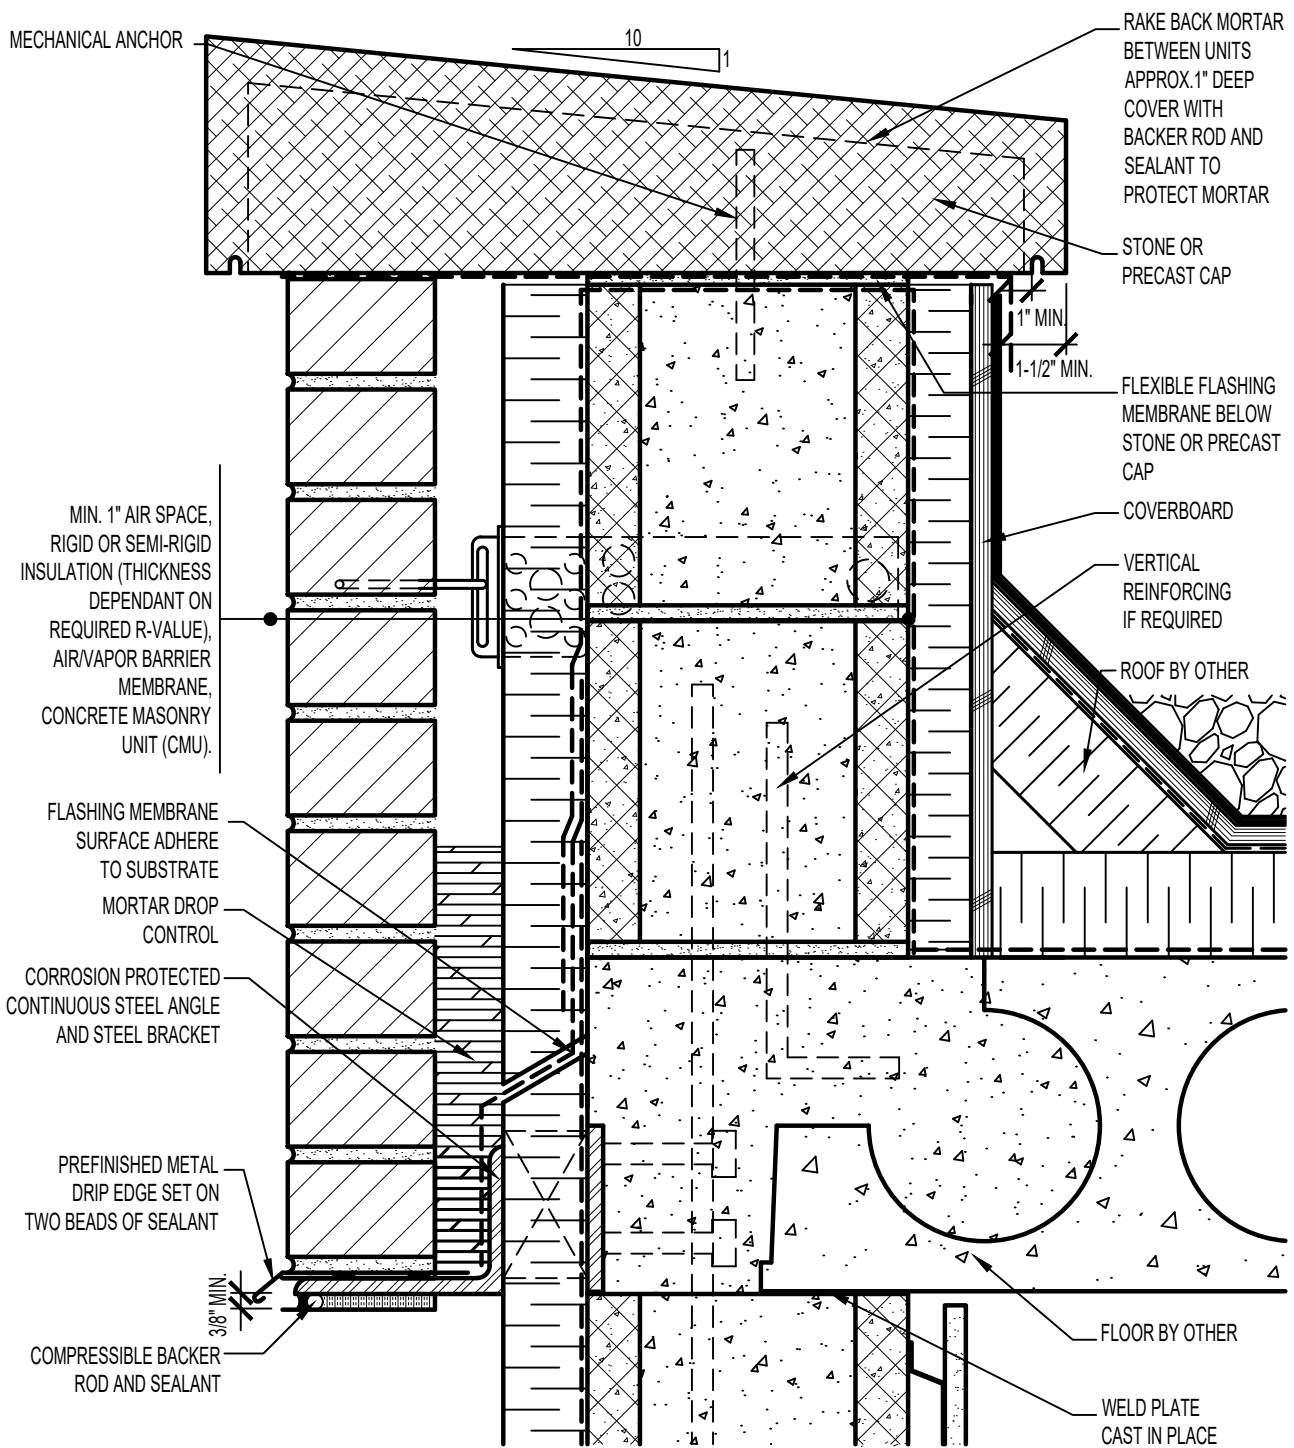 MECHANICAL ANCHOR
10
1
RAKE BACK MORTAR
BETWEEN UNITS
APPROX.1" DEEP
COVER WITH
BACKER ROD AND
SEALANT TO
PROTECT MORTAR
STONE OR
PRECAST CAP
1" MIN.
1-1/2" MIN.
FLEXIBLE FLASHING
MEMBRANE BELOW
STONE OR PRECAST
CAP
COVERBOARD
VERTICAL
REINFORCING
IF REQUIRED
ROOF BY OTHER
MIN. 1" AIR SPACE,
RIGID OR SEMI-RIGID
INSULATION (THICKNESS
DEPENDANT ON
REQUIRED R-VALUE),
AIR/VAPOR BARRIER
MEMBRANE,
CONCRETE MASONRY
UNIT (CMU).
FLASHING MEMBRANE
SURFACE ADHERE
TO SUBSTRATE
MORTAR DROP
CONTROL
CORROSION PROTECTED
CONTINUOUS STEEL ANGLE
AND STEEL BRACKET
PREFINISHED METAL
DRIP EDGE SET ON
TWO BEADS OF SEALANT
3/8" MIN.
COMPRESSIBLE BACKER
ROD AND SEALANT
FLOOR BY OTHER
WELD PLATE
CAST IN PLACE